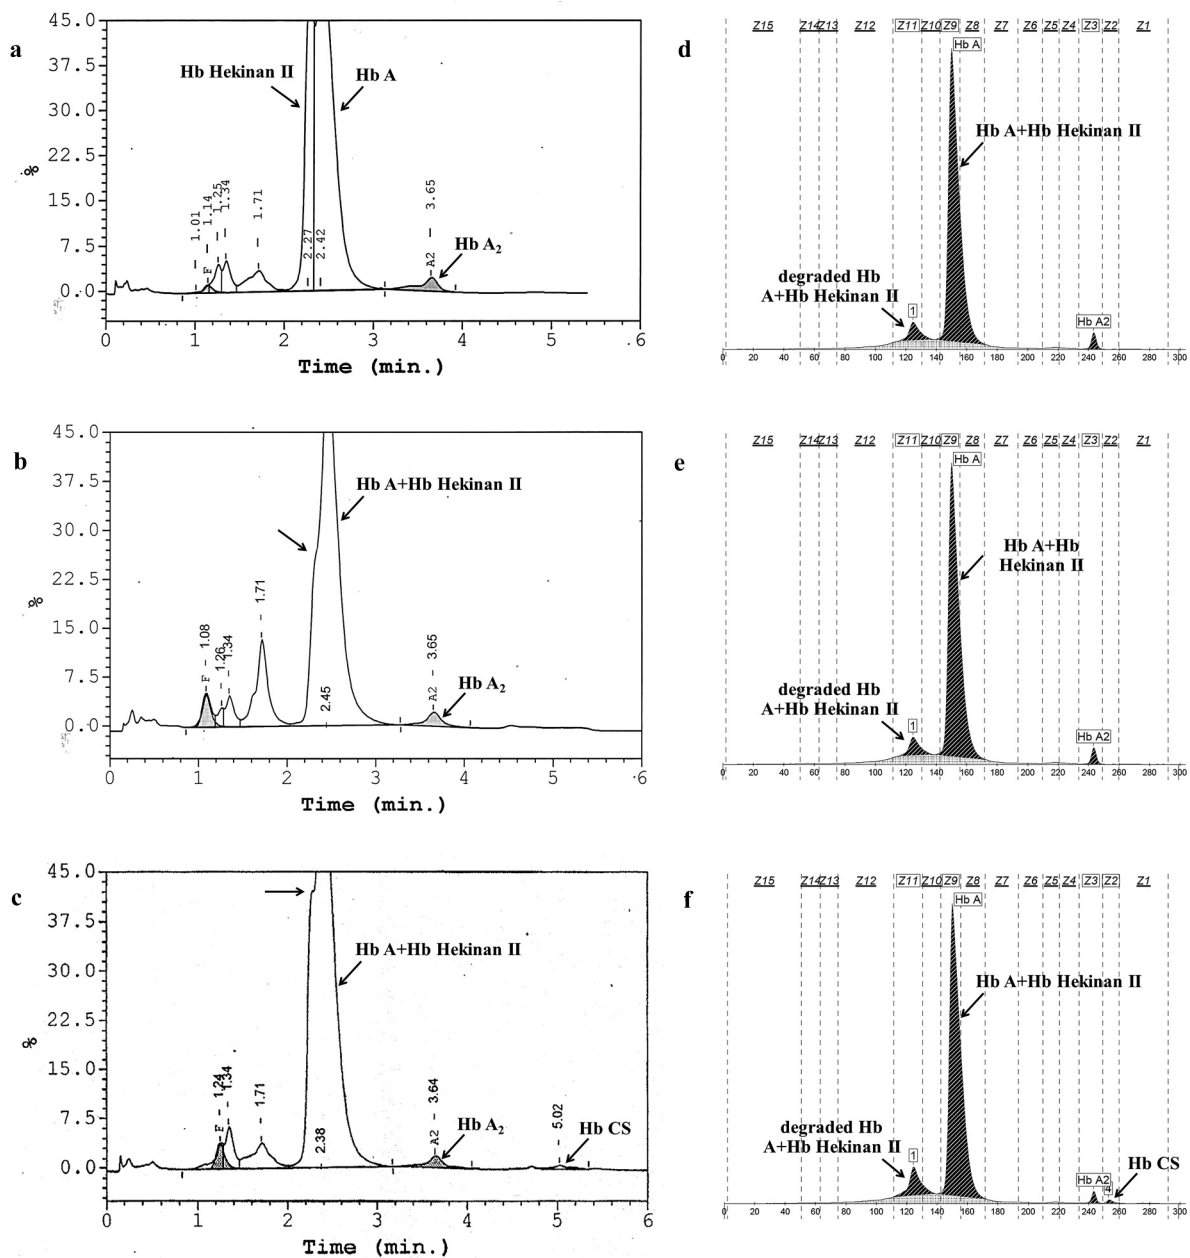 a
45.0
37.5
30.0
22.5
15.0
7.5
0.0
%
Hb Hekinan II
Hb A
1.01
1.14
1.25
1.34
1.71
2.27
2.42
3.65
F
A2
Hb A2
0 1 2 3 4 5
Time (min.)
d
Z15 Z14 Z13 Z12 Z11 Z10 Z9 Z8 Z7 Z6 Z5 Z4 Z3 Z2 Z1
Hb A
Hb A+Hb Hekinan II
degraded Hb
A+Hb Hekinan II
1
Hb A2
0 20 40 60 80 100 120 140 160 180 200 220 240 260 280 300
b
45.0
37.5
30.0
22.5
15.0
7.5
0.0
%
Hb A+Hb Hekinan II
1.08
1.26
1.34
1.71
2.45
3.65
F
A2
Hb A2
0 1 2 3 4 5 6
Time (min.)
e
Z15 Z14 Z13 Z12 Z11 Z10 Z9 Z8 Z7 Z6 Z5 Z4 Z3 Z2 Z1
Hb A
Hb A+Hb
Hekinan II
degraded Hb
A+Hb Hekinan II
1
Hb A2
0 20 40 60 80 100 120 140 160 180 200 220 240 260 280 300
c
45.0
37.5
30.0
22.5
15.0
7.5
0.0
%
Hb A+Hb Hekinan II
1.24
1.34
1.71
2.38
3.64
5.02
F
A2
Hb A2
Hb CS
0 1 2 3 4 5 6
Time (min.)
f
Z15 Z14 Z13 Z12 Z11 Z10 Z9 Z8 Z7 Z6 Z5 Z4 Z3 Z2 Z1
Hb A
Hb A+Hb Hekinan II
degraded Hb
A+Hb Hekinan II
1
Hb A2
4
Hb CS
0 20 40 60 80 100 120 140 160 180 200 220 240 260 280 300